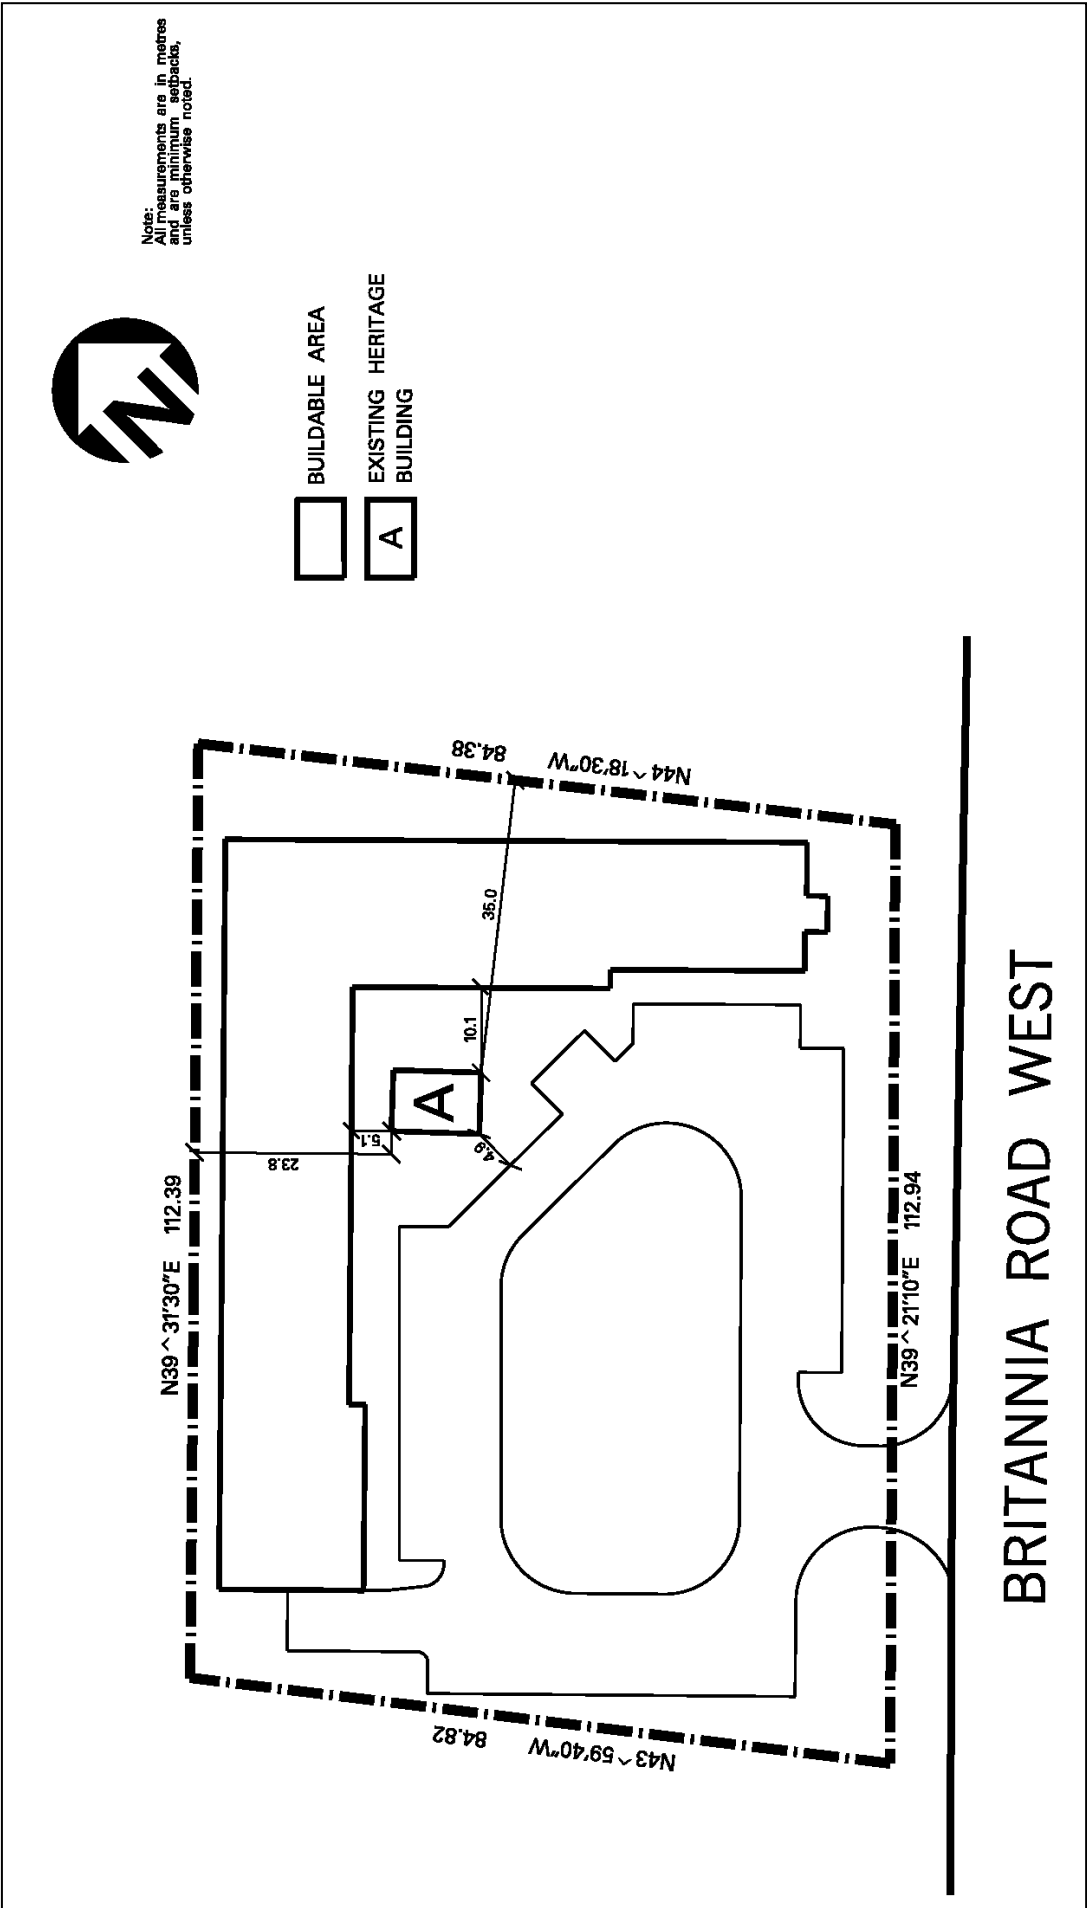 Note:
All measurements are in metres
and are minimum setbacks,
unless otherwise noted.
N
BUILDABLE AREA
A
EXISTING HERITAGE
BUILDING
N39^31'30"E 112.39
23.8
5.1
A
4.9
10.1
35.0
84.38
N44^18'30"W
84.82
N43^59'40"W
N39^21'10"E 112.94
BRITANNIA ROAD WEST